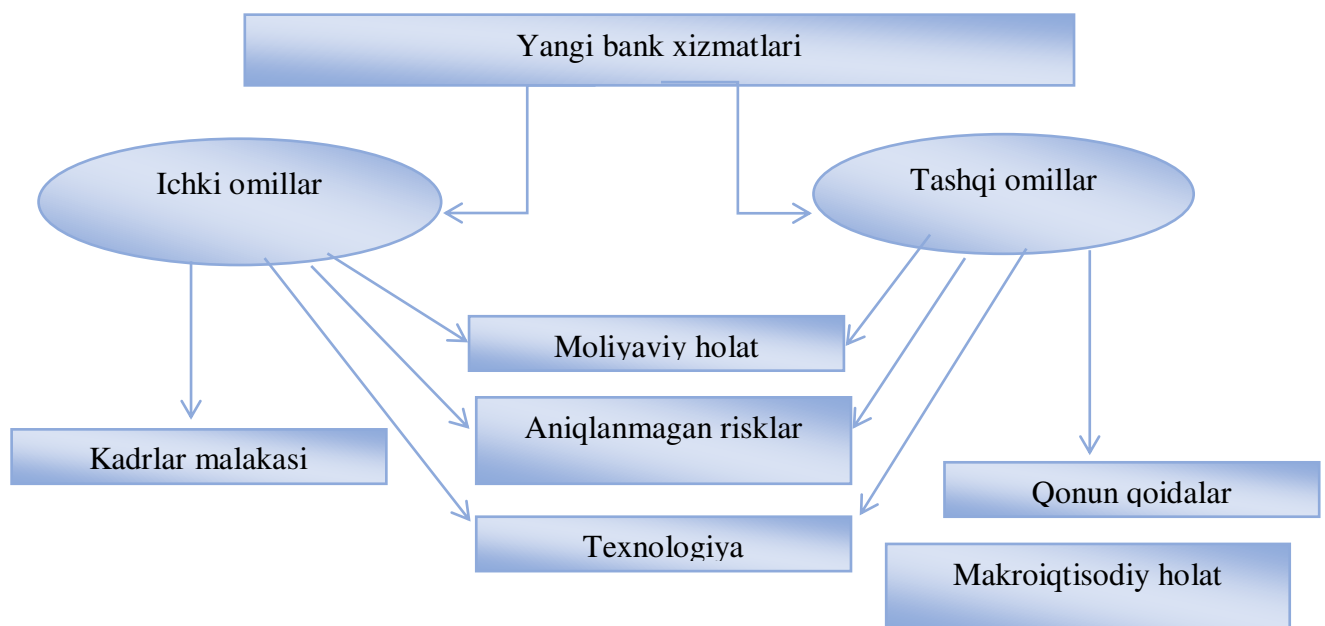 Yangi bank xizmatlari
Ichki omillar
Tashqi omillar
Moliyaviy holat
Aniqlanmagan risklar
Kadrlar malakasi
Qonun qoidalar
Texnologiya
Makroiqtisodiy holat